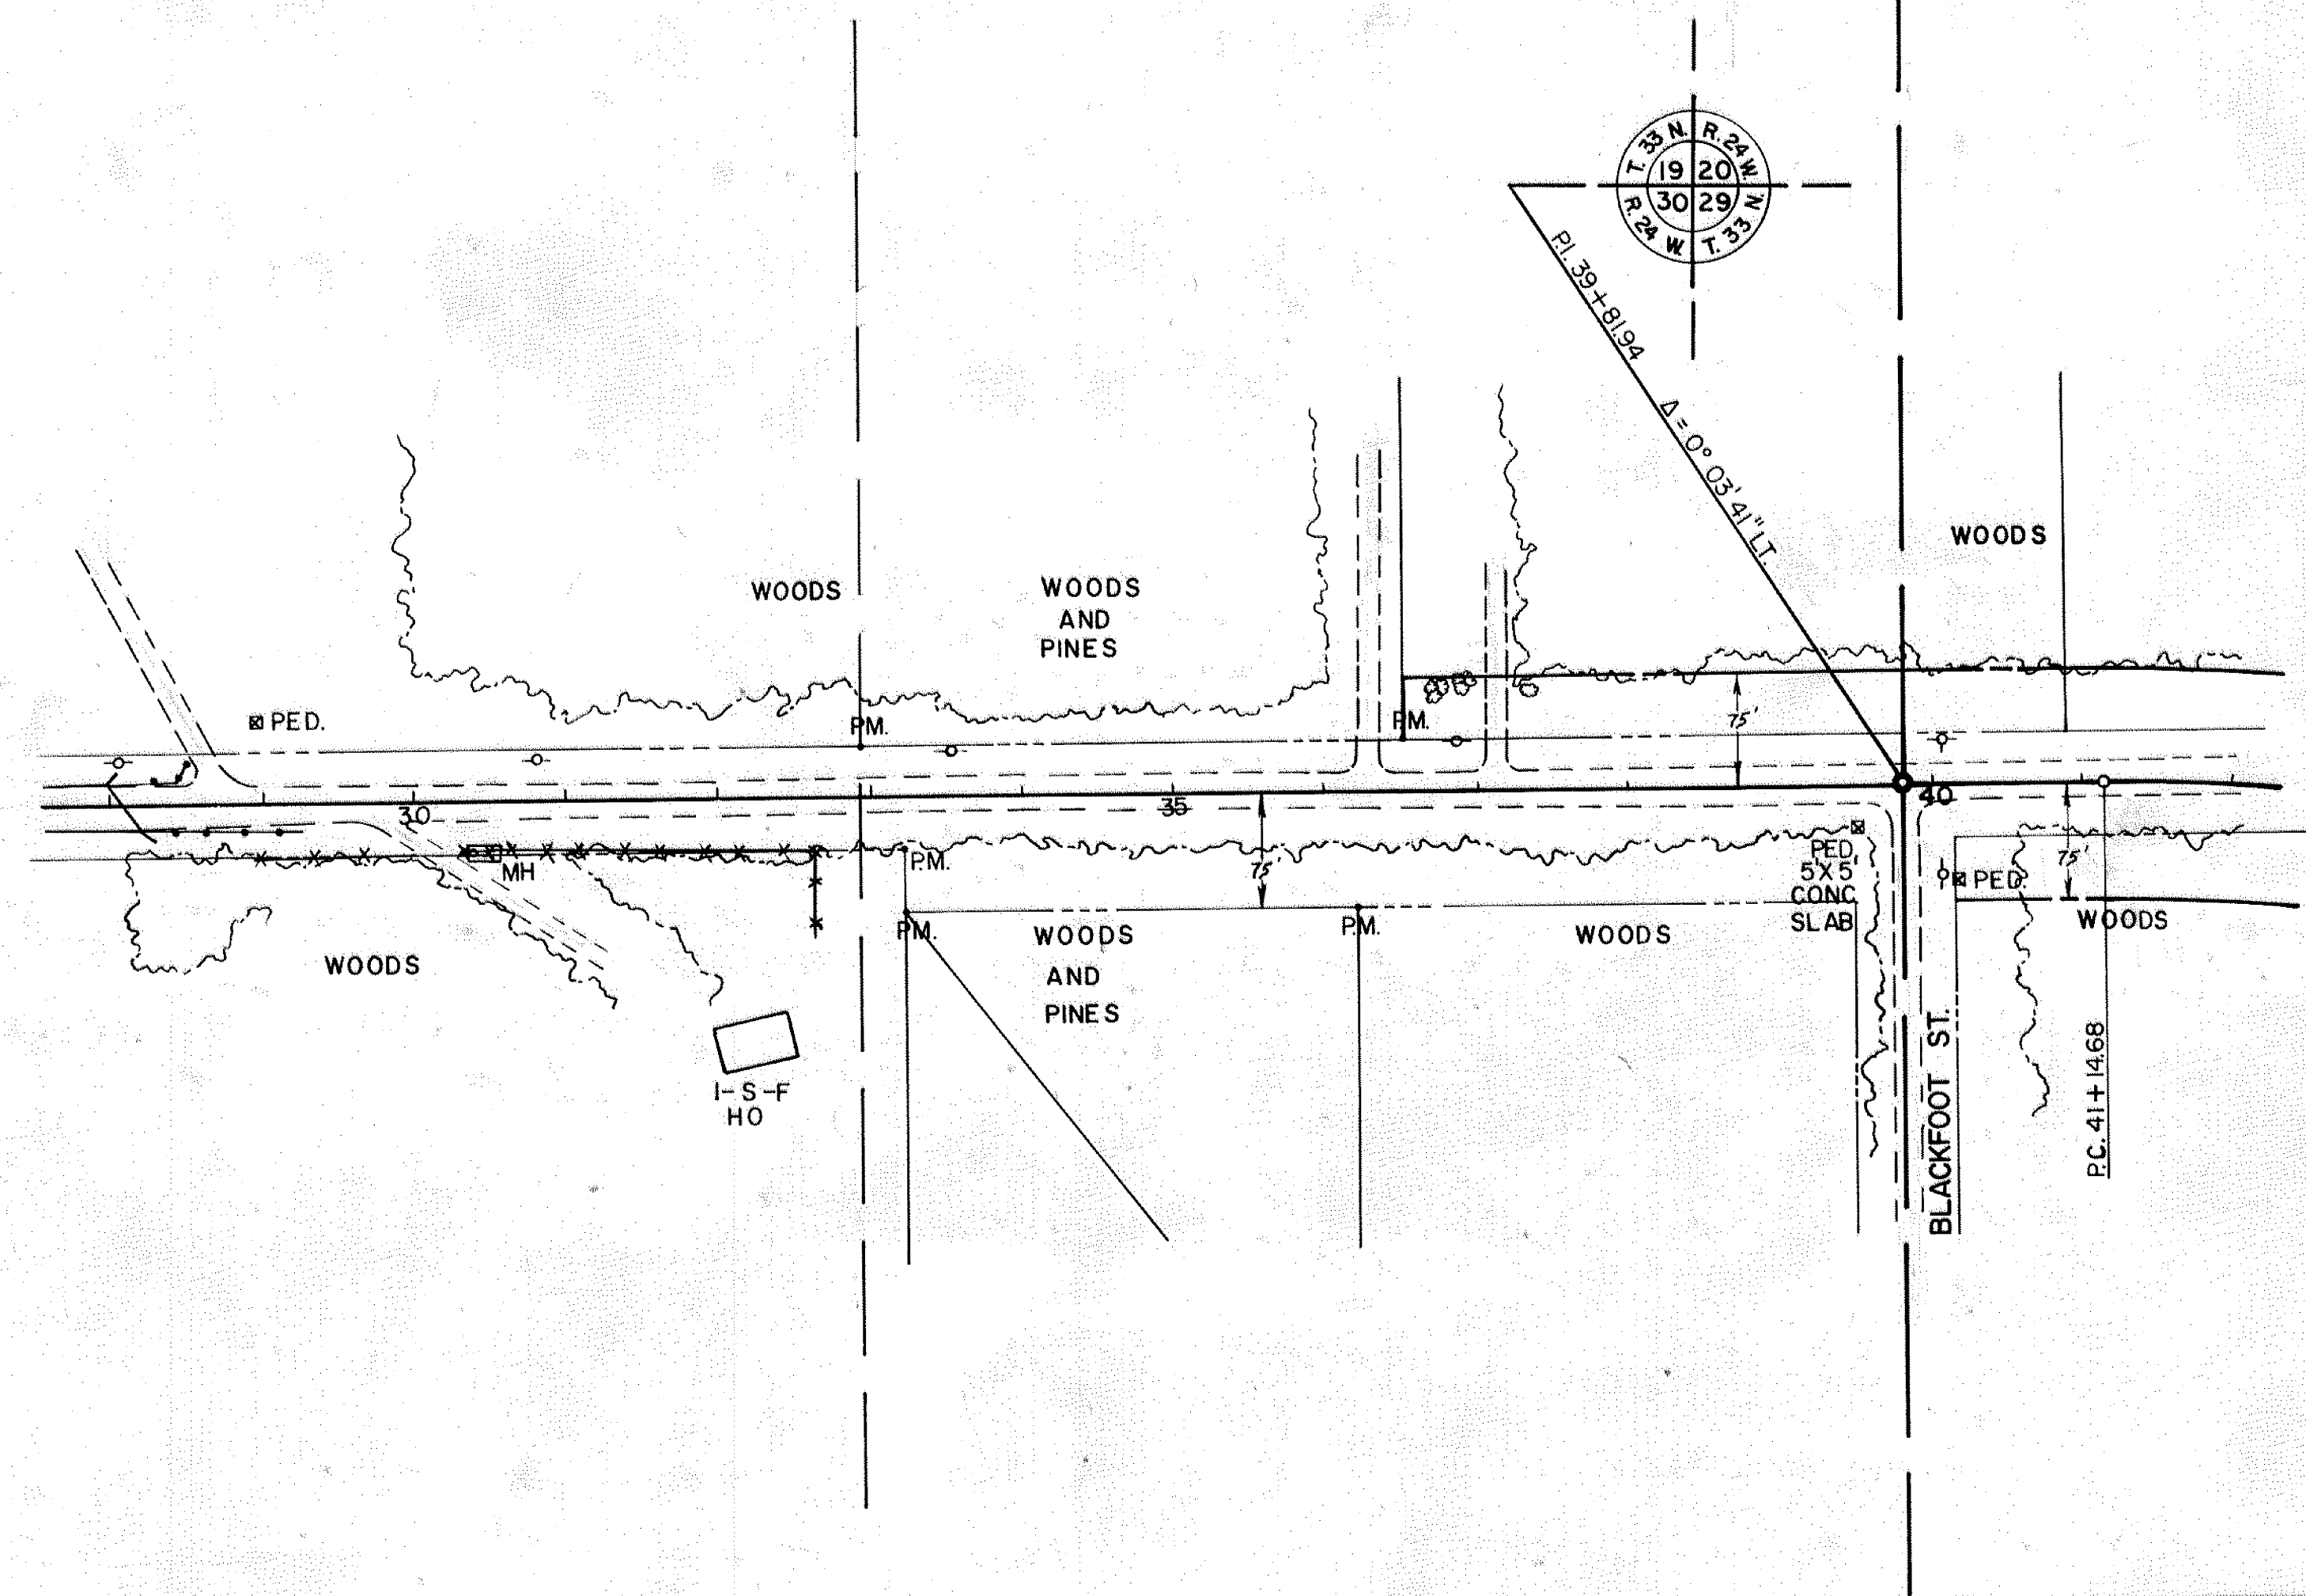 T. 33 N. R. 24 W.
19 20
30 29
R. 24 W. T. 33 N.
P.I. 39+81.94 Δ = 0° 03' 41" LT.
WOODS
WOODS
WOODS
AND
PINES
PED.
P.M.
P.M.
75'
30
35
40
MH
P.M.
75'
PED.
5'X5'
CONC.
SLAB
PED.
75'
P.M.
WOODS
AND
PINES
P.M.
WOODS
WOODS
WOODS
1-S-F
HO
BLACKFOOT ST.
P.C. 41+14.68